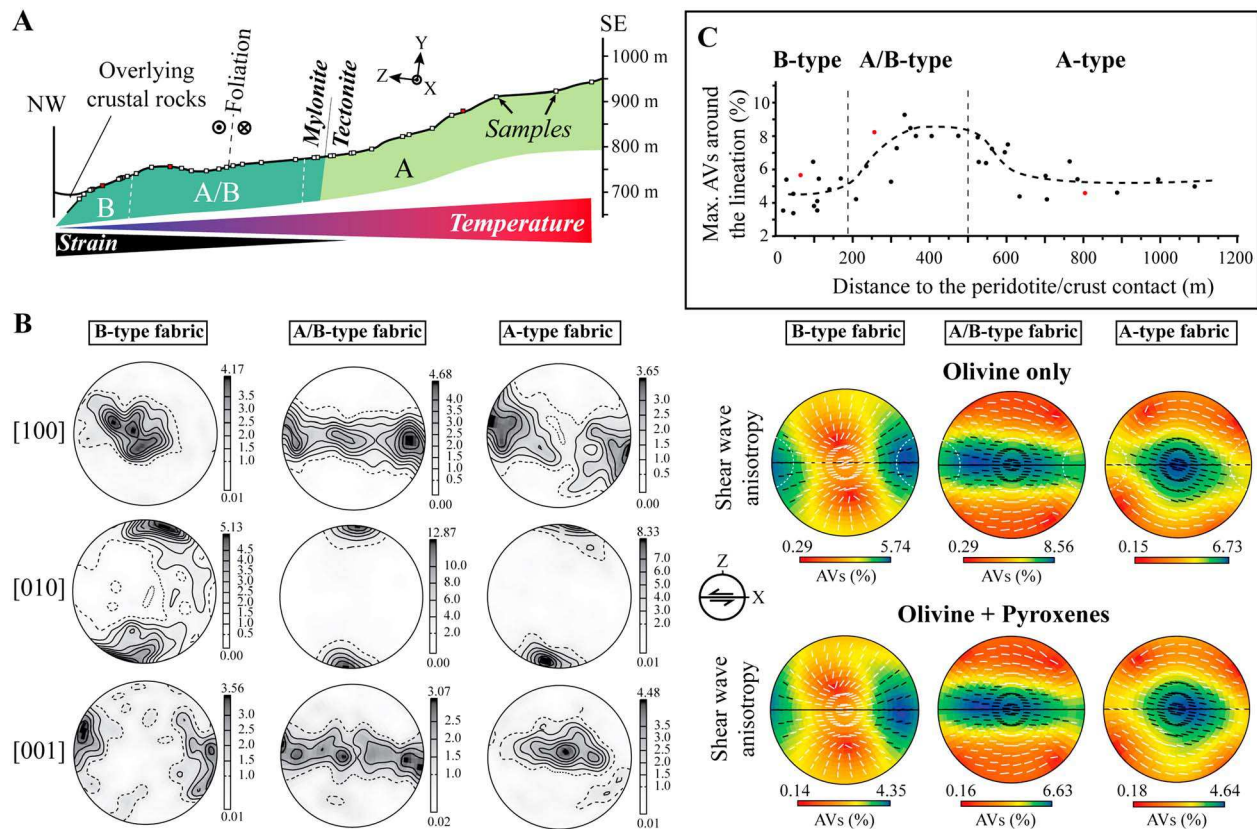 A
NW
Overlying
crustal rocks
Foliation
Mylonite
Tectonite
Y
Z
X
Samples
SE
1000 m
900 m
800 m
700 m
B
A/B
A
Temperature
Strain
B
B-type fabric
A/B-type fabric
A-type fabric
[100]
4.17
3.5
3.0
2.5
2.0
1.5
1.0
0.5
0.01
4.68
4.0
3.5
3.0
2.5
2.0
1.5
1.0
0.5
0.00
3.65
3.0
2.5
2.0
1.5
1.0
0.5
0.00
[010]
5.13
4.5
4.0
3.5
3.0
2.5
2.0
1.5
1.0
0.5
0.00
12.87
10.0
8.0
6.0
4.0
2.0
0.00
8.33
7.0
6.0
5.0
4.0
3.0
2.0
1.0
0.01
[001]
3.56
3.0
2.5
2.0
1.5
1.0
0.01
3.07
2.5
2.0
1.5
1.0
0.02
4.48
3.5
3.0
2.5
2.0
1.5
1.0
0.01
C
B-type
A/B-type
A-type
Max. AVs around
the lineation (%)
10
8
6
4
2
0
200
400
600
800
1000
1200
Distance to the peridotite/crust contact (m)
B-type fabric
A/B-type fabric
A-type fabric
Olivine only
Shear wave
anisotropy
0.29
5.74
AVs (%)
0.29
8.56
AVs (%)
0.15
6.73
Z
X
Olivine + Pyroxenes
Shear wave
anisotropy
0.14
4.35
AVs (%)
0.16
6.63
AVs (%)
0.18
4.64
AVs (%)